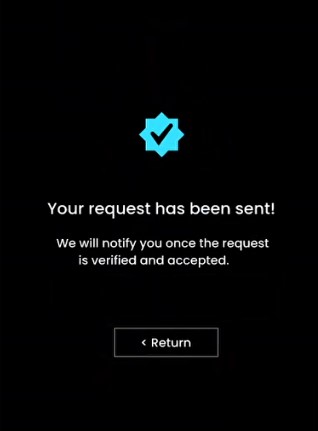 Your request has been sent!
We will notify you once the request
is verified and accepted.
< Return